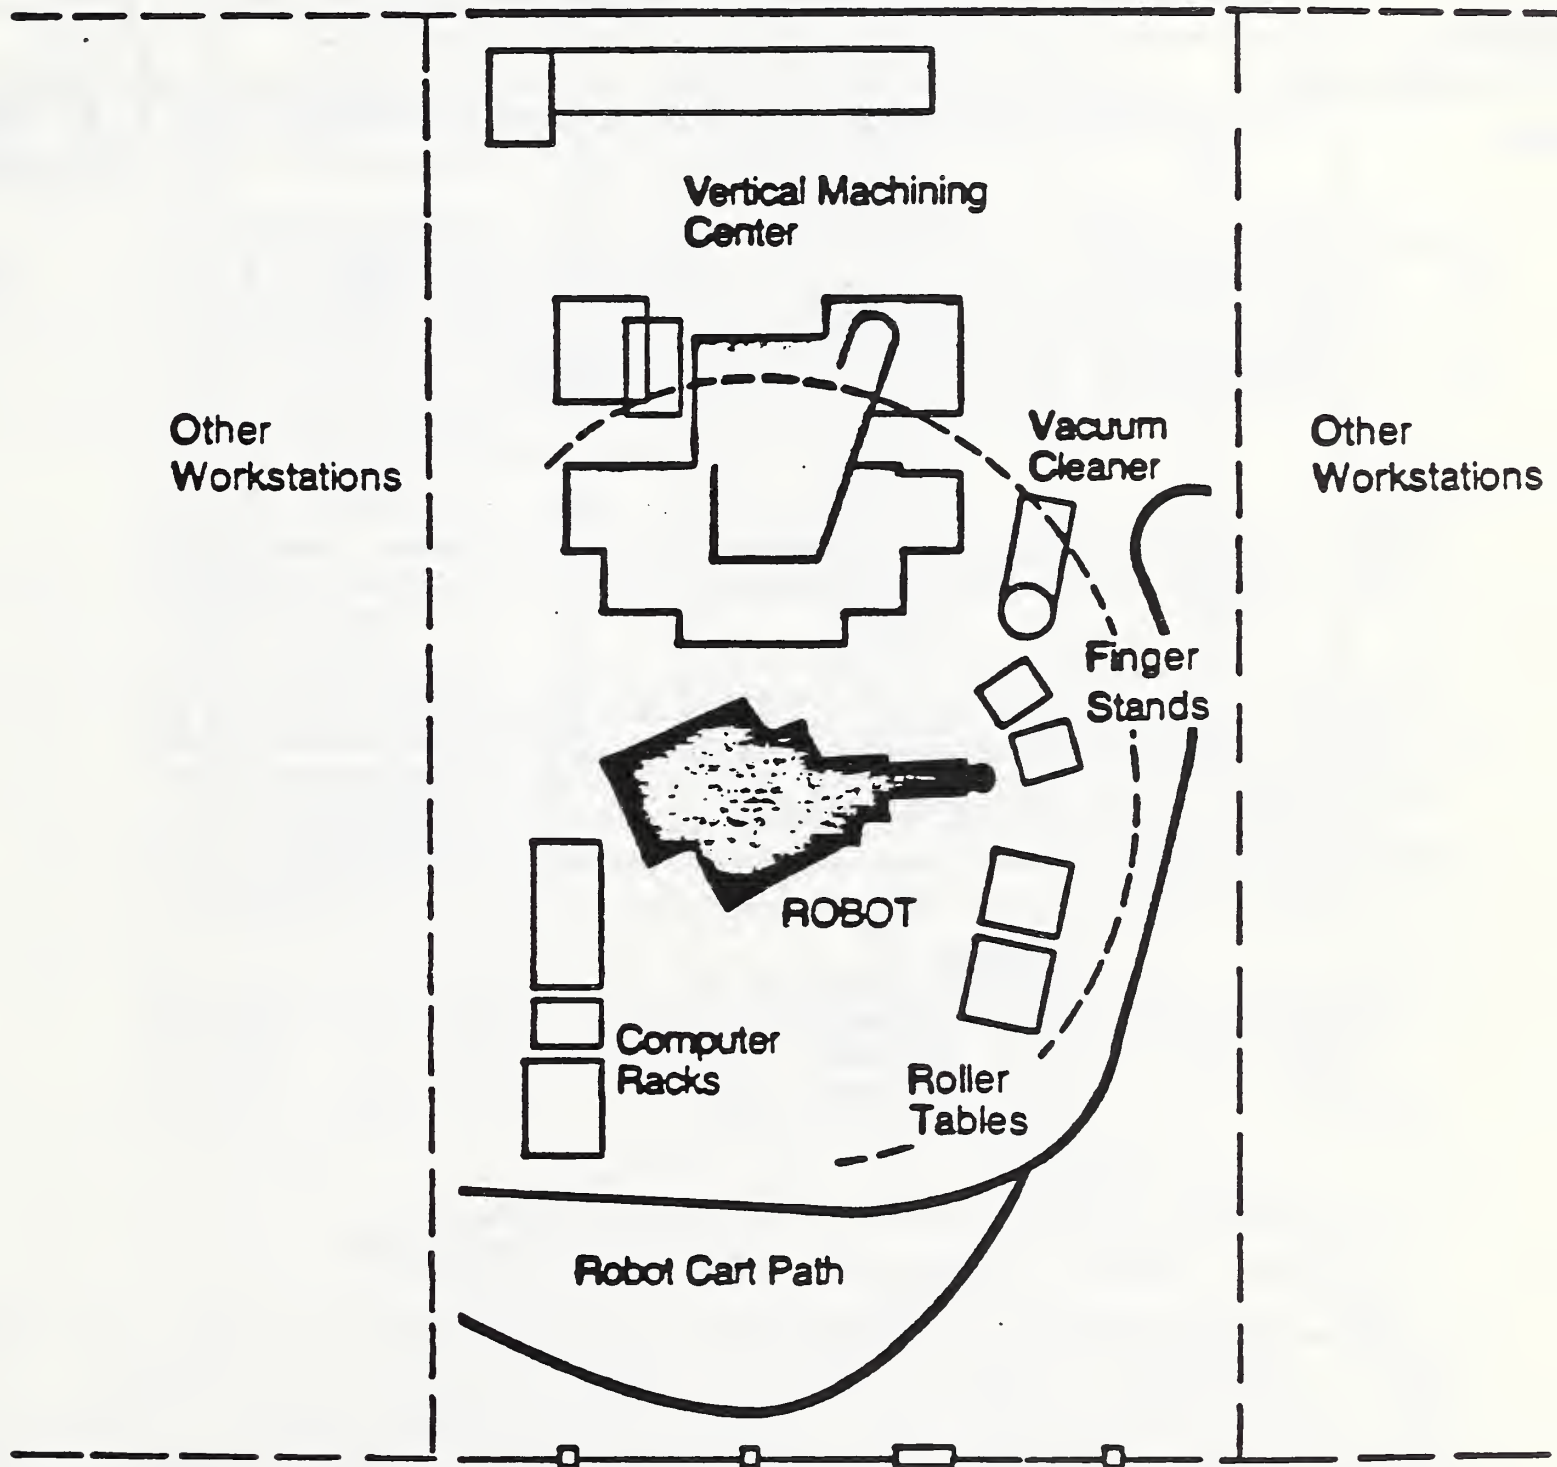 Vertical Machining
Center
Other
Workstations
Vacuum
Cleaner
Other
Workstations
Finger
Stands
ROBOT
Computer
Racks
Roller
Tables
Robot Cart Path